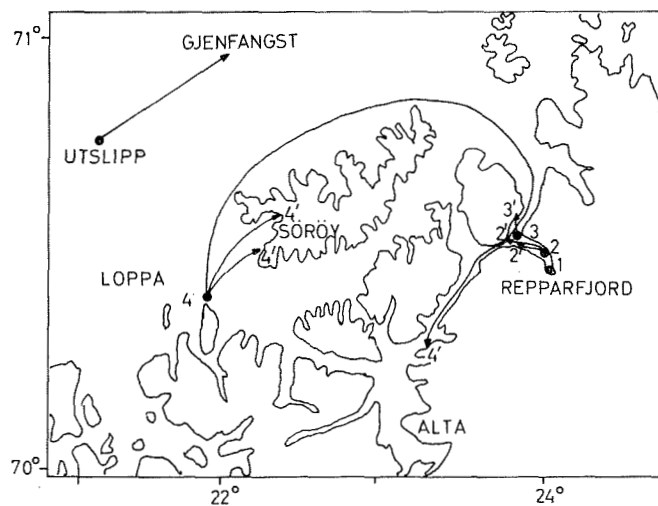 71°
GJENFANGST
UTSLIPP
3'
3
4'
SÖRÖY
2'
2
4'
2'
1
LOPPA
4
REPPARFJORD
4'
ALTA
70°
22°
24°